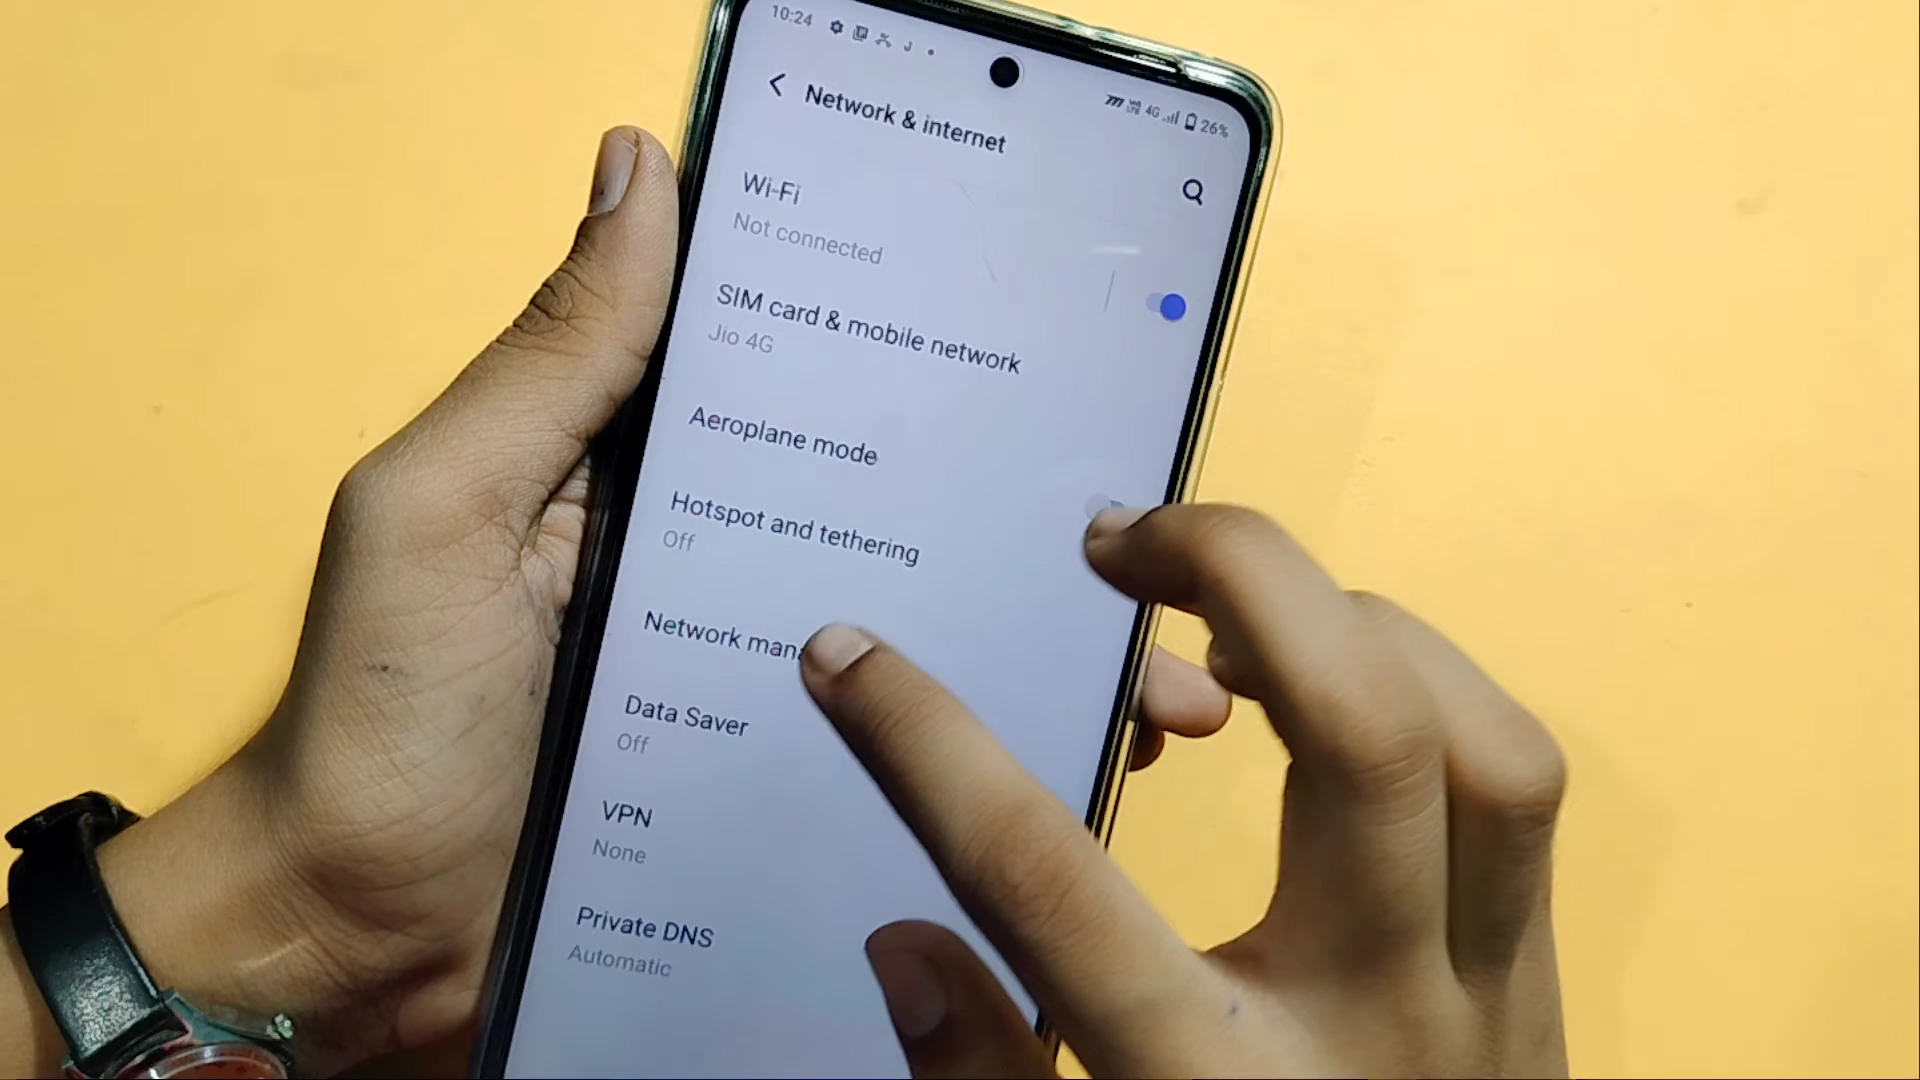 10:24
4G 26%
Network & internet
Wi-Fi
Not connected
SIM card & mobile network
Jio 4G
Aeroplane mode
Hotspot and tethering
Off
Network
Data Saver
Off
VPN
None
Private DNS
Automatic